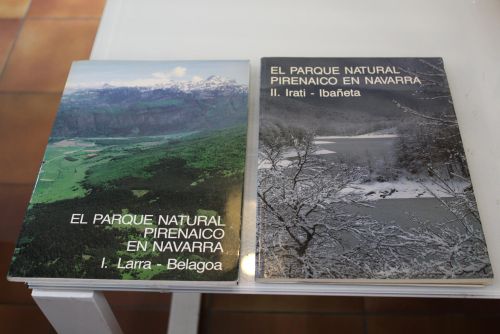 EL PARQUE NATURAL
PIRENAICO
EN NAVARRA
I. Larra - Belagoa
EL PARQUE NATURAL
PIRENAICO EN NAVARRA
II. Irati - Ibañeta